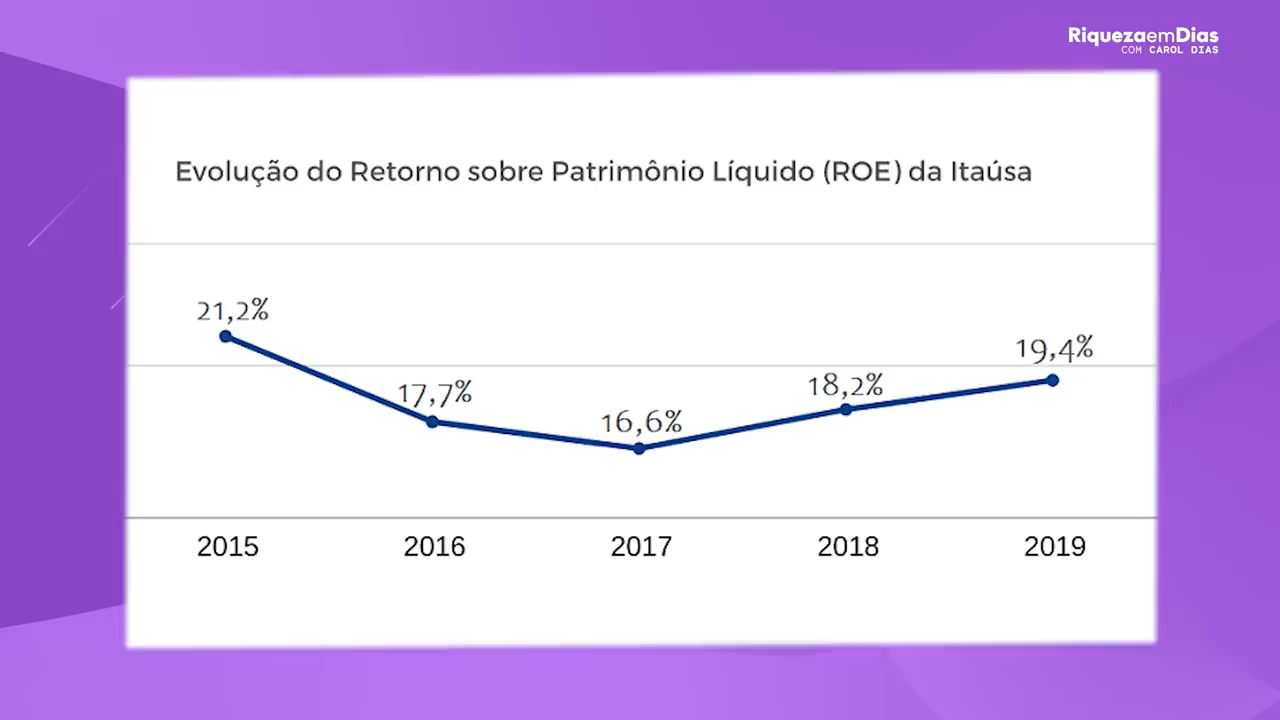 RiquezaemDias
COM CAROL DIAS
Evolução do Retorno sobre Patrimônio Líquido (ROE) da Itaúsa
21,2%
17,7%
16,6%
18,2%
19,4%
2015 2016 2017 2018 2019